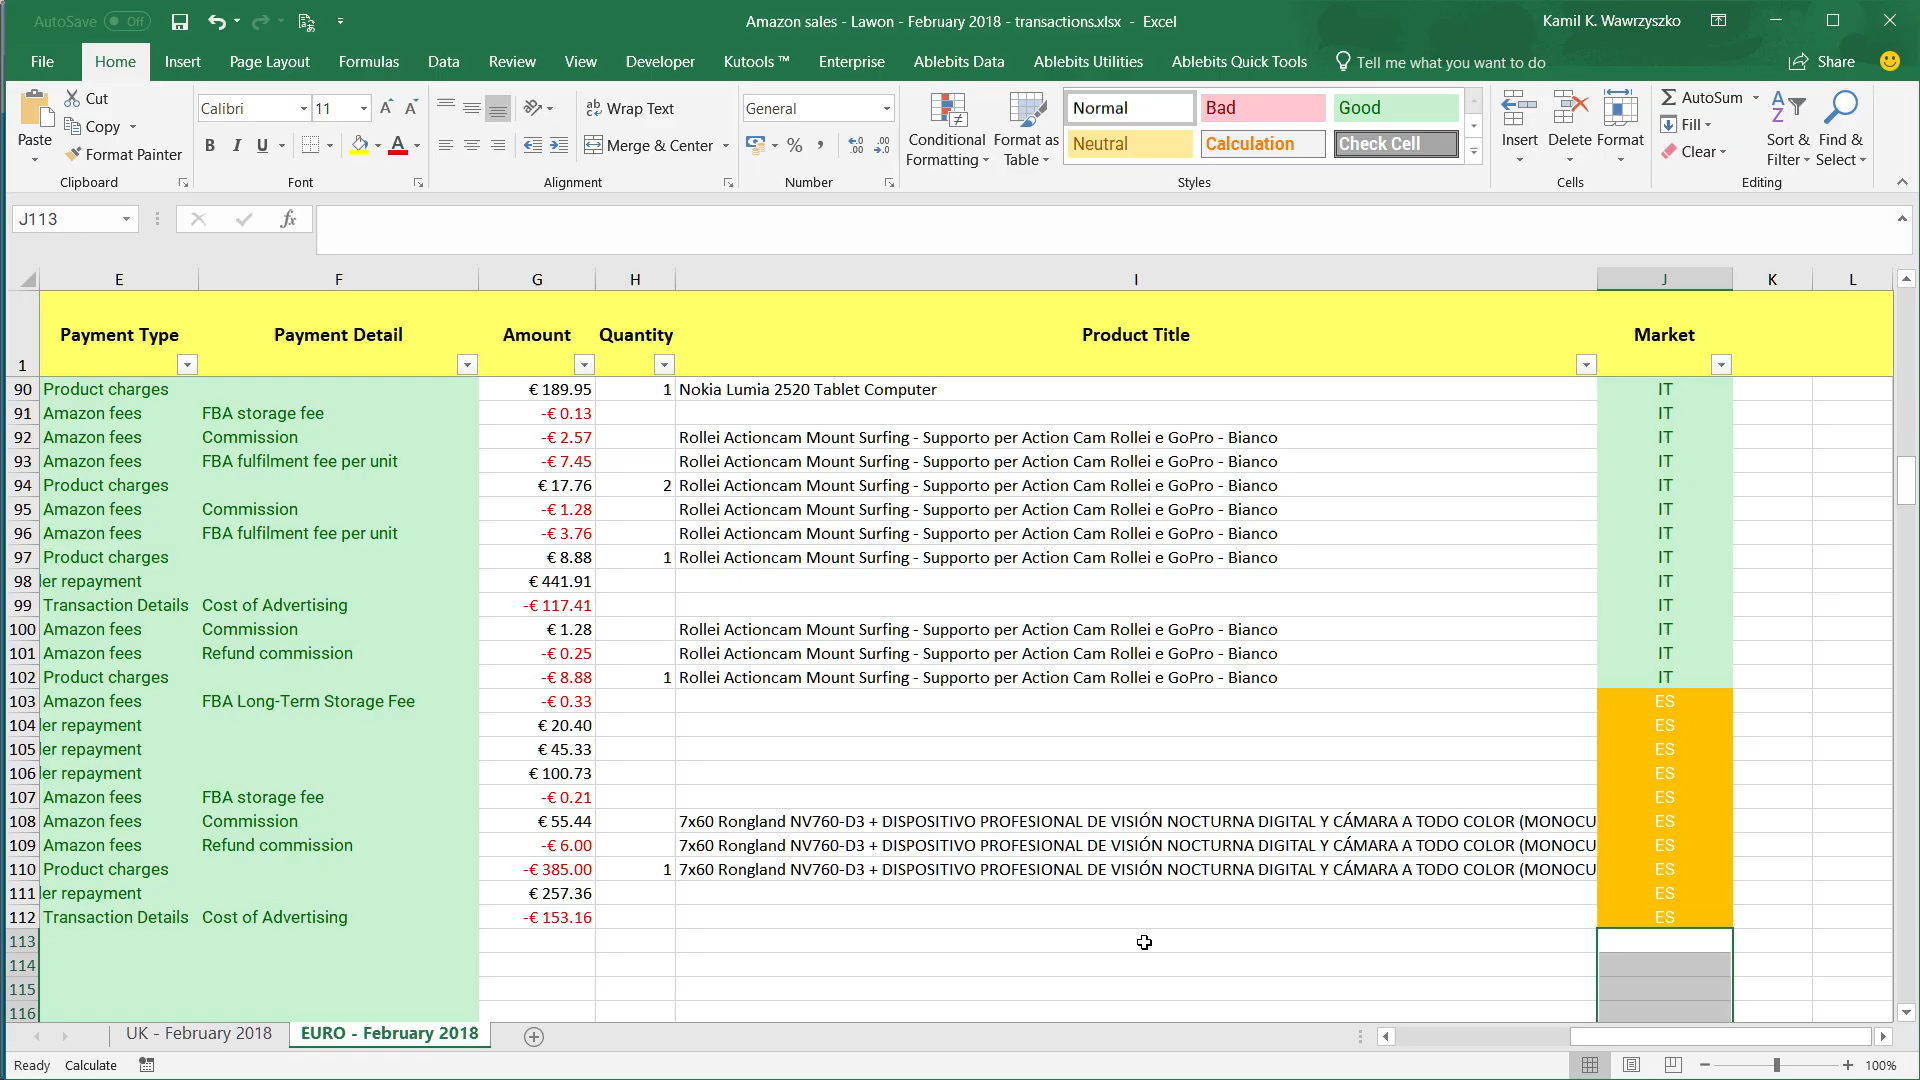 AutoSave Off Amazon sales - Lawon - February 2018 - transactions.xlsx - Excel Kamil K. Wawrzyszko
File Home Insert Page Layout Formulas Data Review View Developer Kutools ™ Enterprise Ablebits Data Ablebits Utilities Ablebits Quick Tools Tell me what you want to do Share
Cut Calibri 11 Wrap Text General Normal Bad Good AutoSum
Copy Fill
Paste Format Painter B I U A Merge & Center % , Conditional Formatting Format as Table Neutral Calculation Check Cell Insert Delete Format Clear Sort & Filter Find & Select
Clipboard Font Alignment Number Styles Cells Editing
J113 fx
E F G H I J K L
1 Payment Type Payment Detail Amount Quantity Product Title Market
90 Product charges € 189.95 1 Nokia Lumia 2520 Tablet Computer IT
91 Amazon fees FBA storage fee -€ 0.13 IT
92 Amazon fees Commission -€ 2.57 Rollei Actioncam Mount Surfing - Supporto per Action Cam Rollei e GoPro - Bianco IT
93 Amazon fees FBA fulfilment fee per unit -€ 7.45 Rollei Actioncam Mount Surfing - Supporto per Action Cam Rollei e GoPro - Bianco IT
94 Product charges € 17.76 2 Rollei Actioncam Mount Surfing - Supporto per Action Cam Rollei e GoPro - Bianco IT
95 Amazon fees Commission -€ 1.28 Rollei Actioncam Mount Surfing - Supporto per Action Cam Rollei e GoPro - Bianco IT
96 Amazon fees FBA fulfilment fee per unit -€ 3.76 Rollei Actioncam Mount Surfing - Supporto per Action Cam Rollei e GoPro - Bianco IT
97 Product charges € 8.88 1 Rollei Actioncam Mount Surfing - Supporto per Action Cam Rollei e GoPro - Bianco IT
98 ler repayment € 441.91 IT
99 Transaction Details Cost of Advertising -€ 117.41 IT
100 Amazon fees Commission € 1.28 Rollei Actioncam Mount Surfing - Supporto per Action Cam Rollei e GoPro - Bianco IT
101 Amazon fees Refund commission -€ 0.25 Rollei Actioncam Mount Surfing - Supporto per Action Cam Rollei e GoPro - Bianco IT
102 Product charges -€ 8.88 1 Rollei Actioncam Mount Surfing - Supporto per Action Cam Rollei e GoPro - Bianco IT
103 Amazon fees FBA Long-Term Storage Fee -€ 0.33 ES
104 ler repayment € 20.40 ES
105 ler repayment € 45.33 ES
106 ler repayment € 100.73 ES
107 Amazon fees FBA storage fee -€ 0.21 ES
108 Amazon fees Commission € 55.44 7x60 Rongland NV760-D3 + DISPOSITIVO PROFESIONAL DE VISIÓN NOCTURNA DIGITAL Y CÁMARA A TODO COLOR (MONOCU ES
109 Amazon fees Refund commission -€ 6.00 7x60 Rongland NV760-D3 + DISPOSITIVO PROFESIONAL DE VISIÓN NOCTURNA DIGITAL Y CÁMARA A TODO COLOR (MONOCU ES
110 Product charges -€ 385.00 1 7x60 Rongland NV760-D3 + DISPOSITIVO PROFESIONAL DE VISIÓN NOCTURNA DIGITAL Y CÁMARA A TODO COLOR (MONOCU ES
111 ler repayment € 257.36 ES
112 Transaction Details Cost of Advertising -€ 153.16 ES
113
114
115
116
UK - February 2018 EURO - February 2018
Ready Calculate 100%